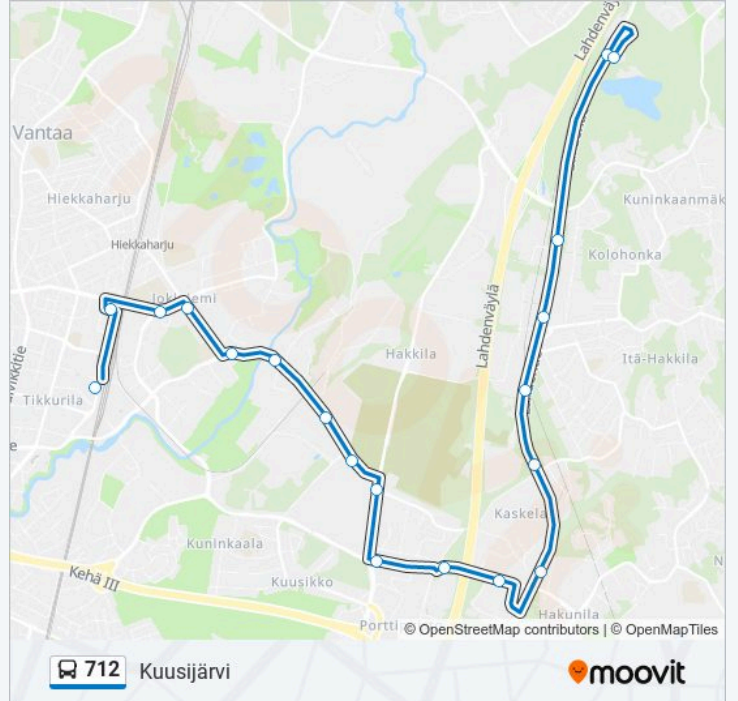 Lahdenväylä
Vantaa
Hiekkaharju
Kuninkaanmäk
Hiekkaharju
Kolohonka
Lahdenväylä
Hakkila
Itä-Hakkila
Tikkurila
Kaskela
Kuninkaala
Kehä III
Kuusikko
Hakunila
Portti
© OpenStreetMap contributors | © OpenMapTiles
712 Kuusijärvi
moovit